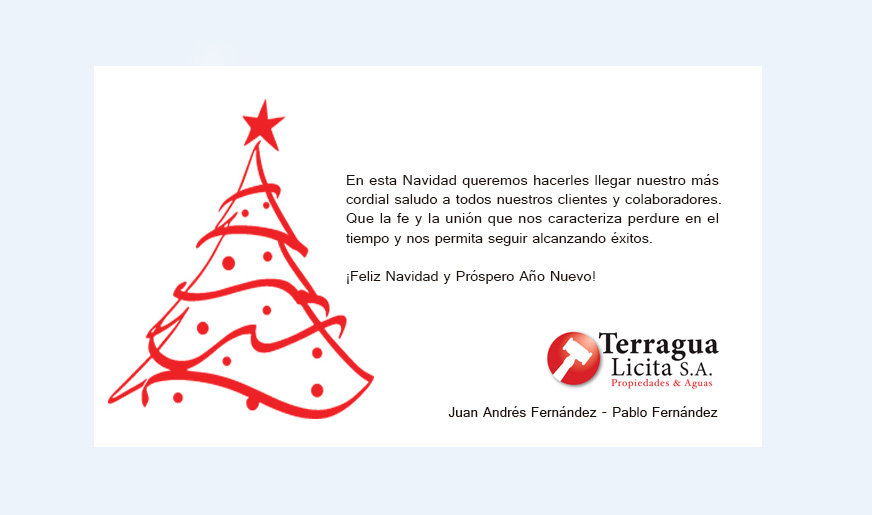 En esta Navidad queremos hacerles llegar nuestro más
cordial saludo a todos nuestros clientes y colaboradores.
Que la fe y la unión que nos caracteriza perdure en el
tiempo y nos permita seguir alcanzando éxitos.
¡Feliz Navidad y Próspero Año Nuevo!
Terragua
Licita S.A.
Propiedades & Aguas
Juan Andrés Fernández - Pablo Fernández